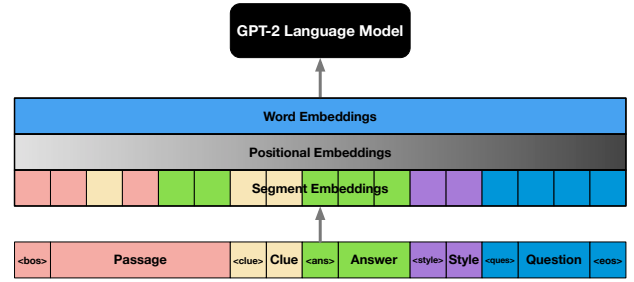 GPT-2 Language Model
Word Embeddings
Positional Embeddings
Segment Embeddings
<bos> Passage <clue> Clue <ans> Answer <style> Style <ques> Question <eos>